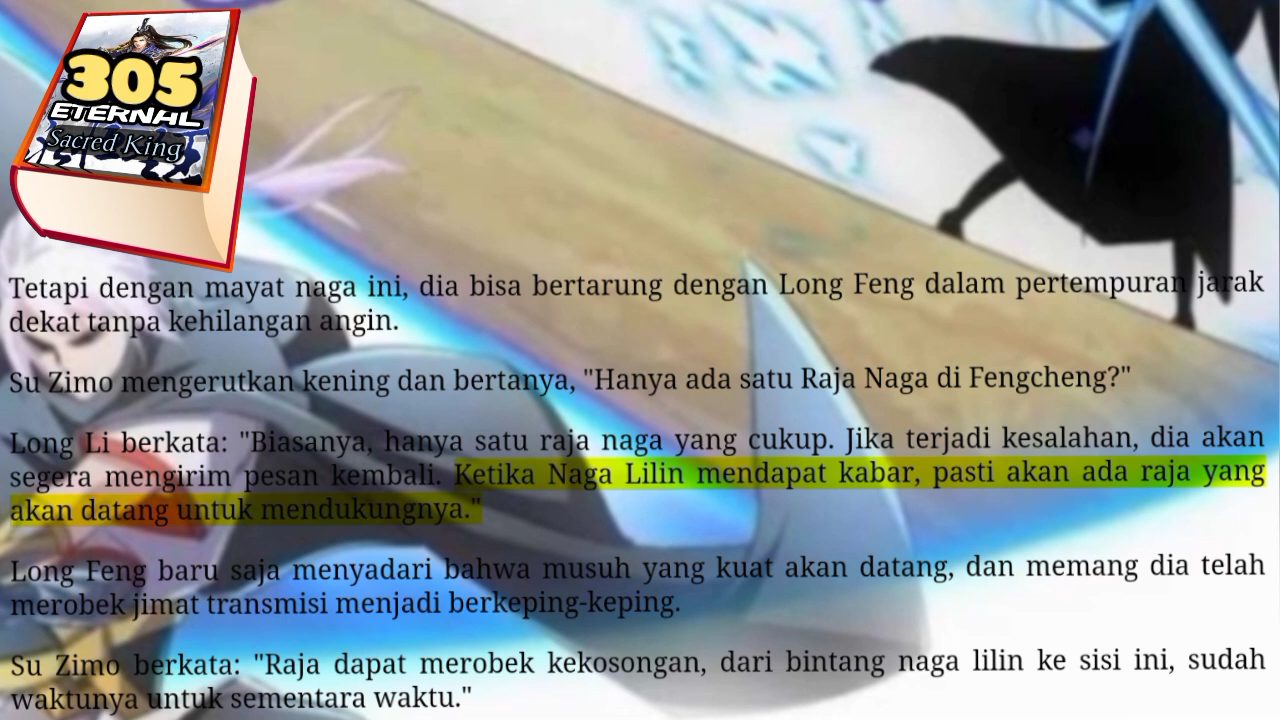 305
ETERNAL
Sacred King
Tetapi dengan mayat naga ini, dia bisa bertarung dengan Long Feng dalam pertempuran jarak
dekat tanpa kehilangan angin.
Su Zimo mengerutkan kening dan bertanya, "Hanya ada satu Raja Naga di Fengcheng?"
Long Li berkata: "Biasanya, hanya satu raja naga yang cukup. Jika terjadi kesalahan, dia akan
segera mengirim pesan kembali. Ketika Naga Lilin mendapat kabar, pasti akan ada raja yang
akan datang untuk mendukungnya."
Long Feng baru saja menyadari bahwa musuh yang kuat akan datang, dan memang dia telah
merobek jimat transmisi menjadi berkeping-keping.
Su Zimo berkata: "Raja dapat merobek kekosongan, dari bintang naga lilin ke sisi ini, sudah
waktunya untuk sementara waktu."